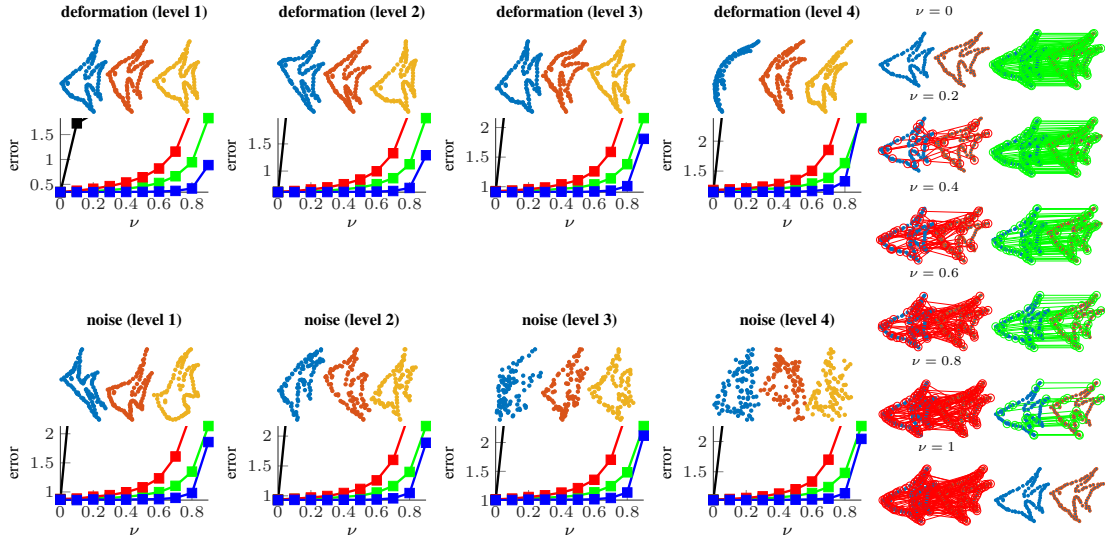 deformation (level 1)
deformation (level 2)
deformation (level 3)
deformation (level 4)
ν = 0
ν = 0.2
ν = 0.4
ν = 0.6
ν = 0.8
ν = 1
error
1.5
1
0.5
0 0.2 0.4 0.6 0.8
ν
error
1.5
1
0 0.2 0.4 0.6 0.8
ν
error
2
1.5
1
0 0.2 0.4 0.6 0.8
ν
error
2
1.5
0 0.2 0.4 0.6 0.8
ν
noise (level 1)
noise (level 2)
noise (level 3)
noise (level 4)
error
2
1.5
1
0 0.2 0.4 0.6 0.8
ν
error
2
1.5
1
0 0.2 0.4 0.6 0.8
ν
error
2
1.5
1
0 0.2 0.4 0.6 0.8
ν
error
2
1.5
1
0 0.2 0.4 0.6 0.8
ν